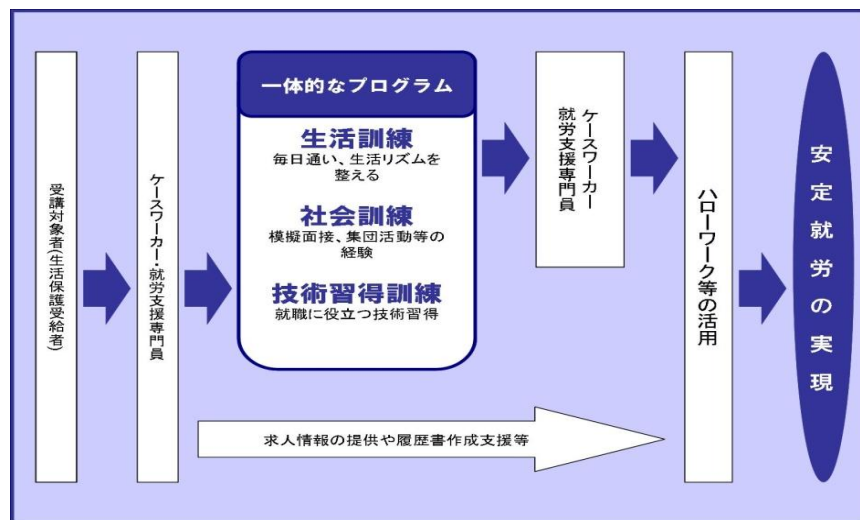 受講対象者(生活保護受給者)
ケースワーカー・就労支援専門員
一体的なプログラム
生活訓練
毎日通い、生活リズムを
整える
社会訓練
模擬面接、集団活動等の
経験
技術習得訓練
就職に役立つ技術習得
ケースワーカー
就労支援専門員
求人情報の提供や履歴書作成支援等
ハローワーク等の活用
安定就労の実現